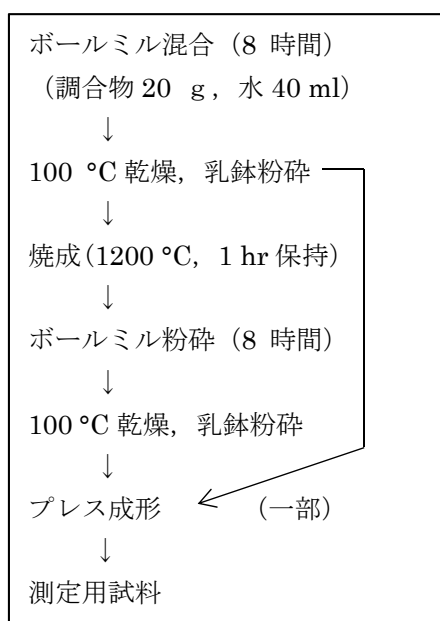 ボールミル混合（8 時間）
（調合物 20 ｇ，水 40 ml）
↓
100 °C 乾燥，乳鉢粉砕
↓
焼成（1200 °C，1 hr 保持）
↓
ボールミル粉砕（8 時間）
↓
100 °C 乾燥，乳鉢粉砕
↓
プレス成形 （一部）
↓
測定用試料